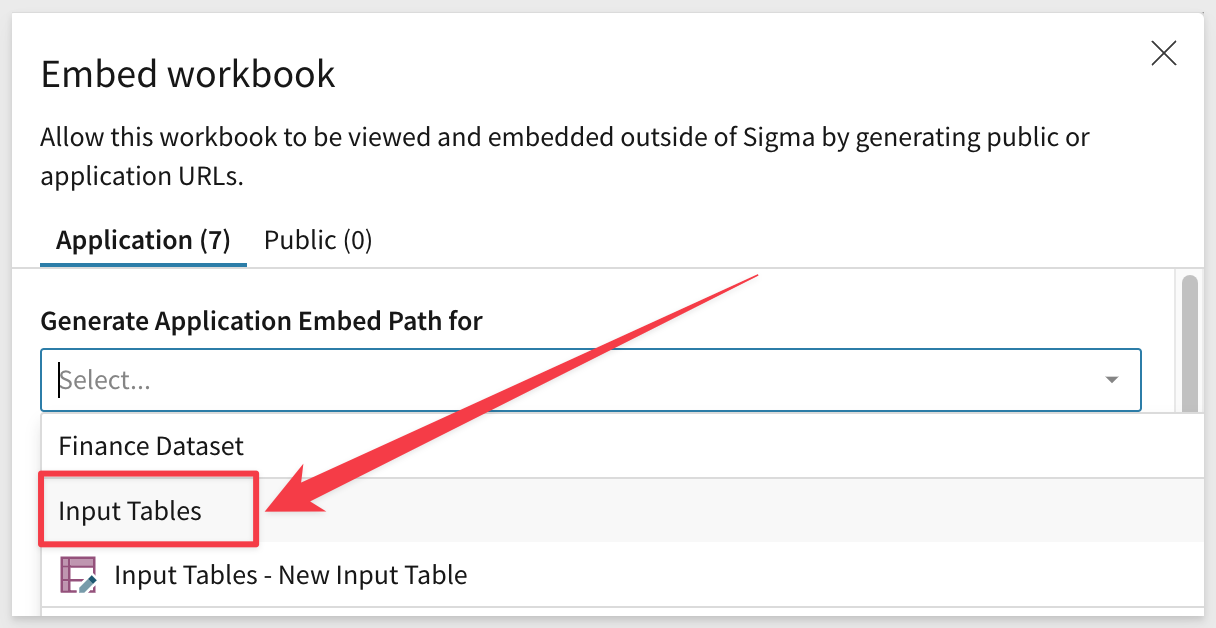 Embed workbook
Allow this workbook to be viewed and embedded outside of Sigma by generating public or
application URLs.
Application (7) Public (0)
Generate Application Embed Path for
Select...
Finance Dataset
Input Tables
Input Tables - New Input Table